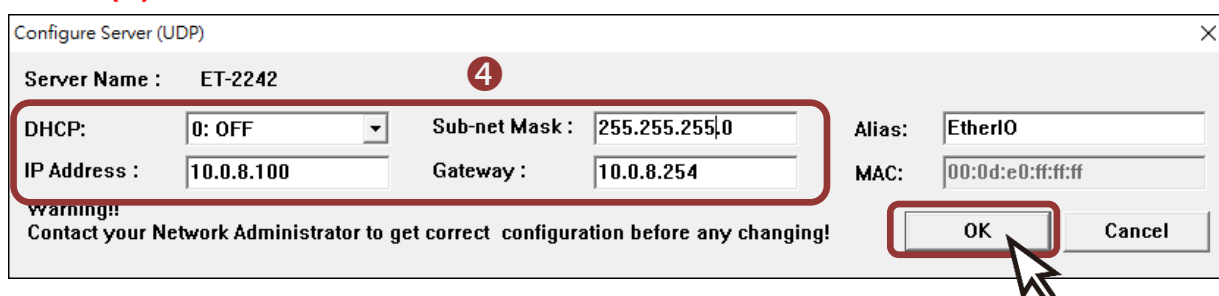 Configure Server (UDP)
Server Name : ET-2242
4
DHCP: 0: OFF Sub-net Mask : 255.255.255.0 Alias: EtherIO
IP Address : 10.0.8.100 Gateway : 10.0.8.254 MAC: 00:0d:e0:ff:ff:ff
Warning!!
Contact your Network Administrator to get correct configuration before any changing!
OK Cancel